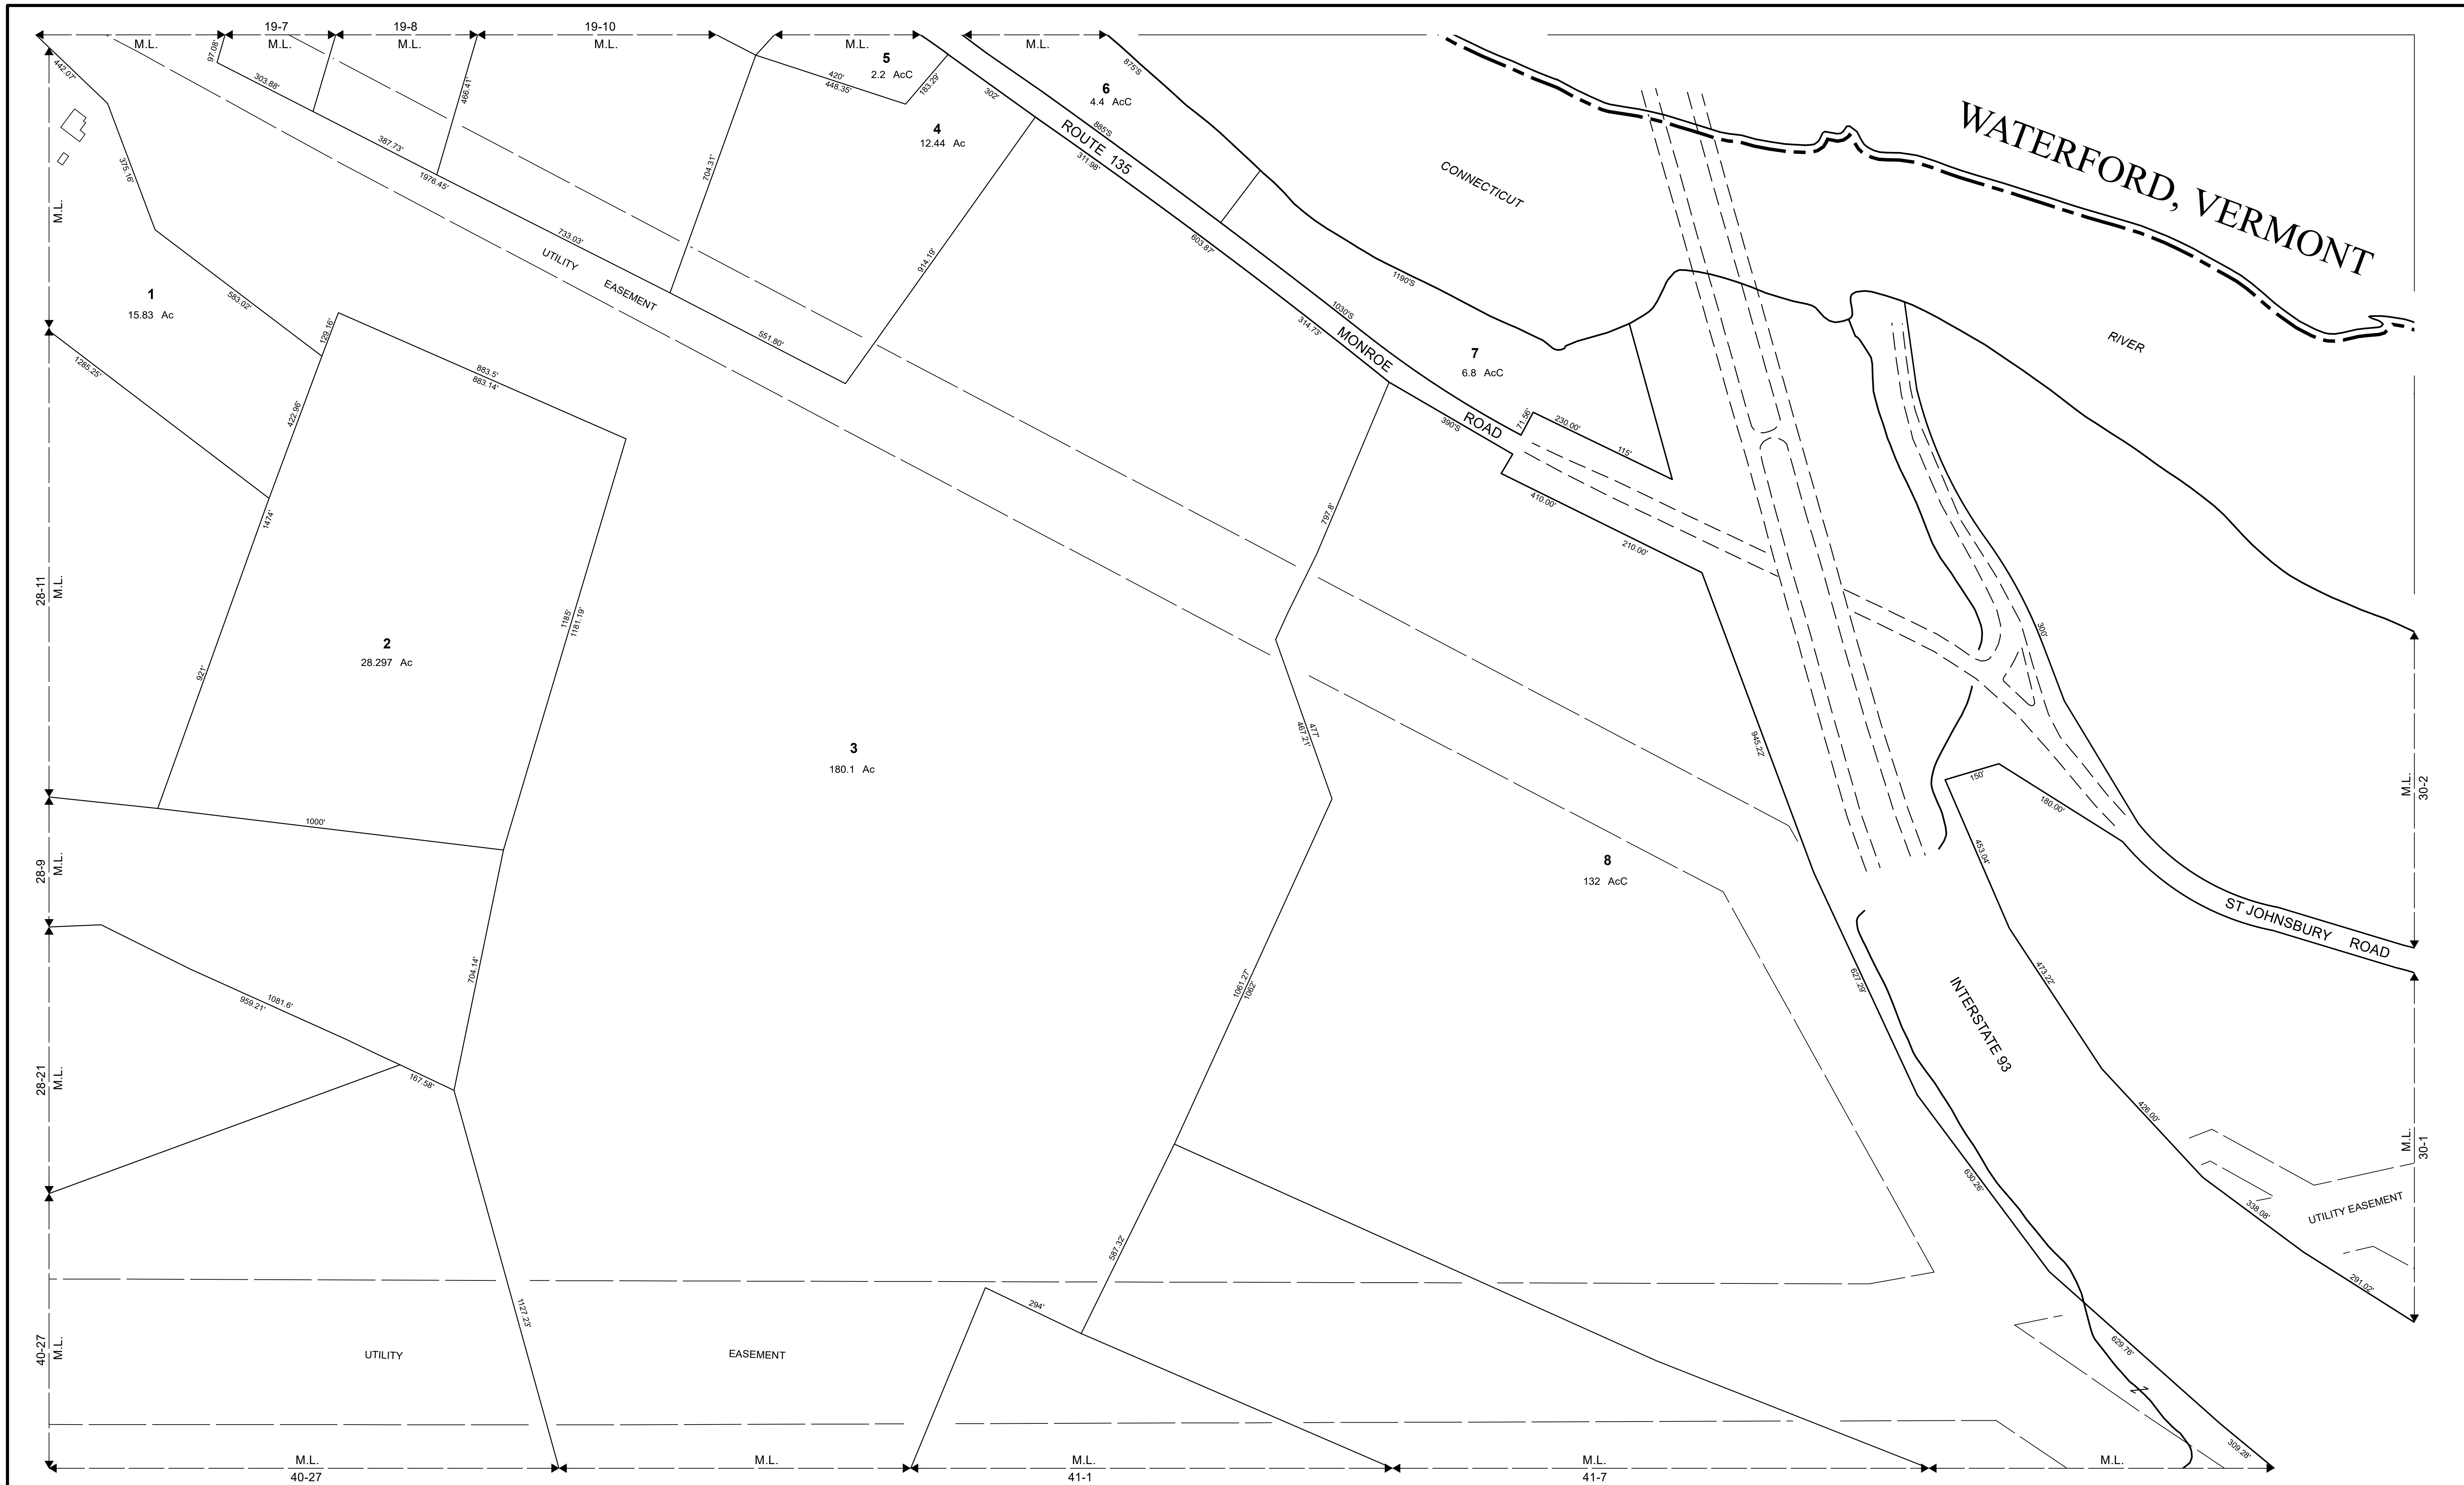 19-7
19-8
19-10
M.L.
M.L.
M.L.
M.L.
M.L.
M.L.
442.07'
97.08'
303.88'
466.41'
375.16'
387.73'
1976.45'
733.03'
704.31'
551.80'
UTILITY EASEMENT
5
2.2 AcC
420'
448.35'
183.29'
302'
4
12.44 Ac
914.19'
6
4.4 AcC
875'S
885'S
ROUTE 135
311.98'
603.87'
314.73'
1030'S
1190'S
MONROE ROAD
390'S
CONNECTICUT
RIVER
WATERFORD, VERMONT
7
6.8 AcC
71.56'
230.00'
115'
410.00'
210.00'
M.L.
1
15.83 Ac
583.02'
129.16'
1285.25'
422.96'
883.5'
883.14'
1474'
921'
28-11
M.L.
2
28.297 Ac
1185'
1181.19'
1000'
3
180.1 Ac
797.8'
477'
467.21'
945.22'
300'
150'
180.00'
453.04'
M.L.
30-2
8
132 AcC
28-9
M.L.
704.14'
1081.6'
959.21'
167.58'
28-21
M.L.
1061.27'
1062'
587.32'
627.29'
473.22'
INTERSTATE 93
ST JOHNSBURY ROAD
426.00'
630.26'
338.08'
291.02'
UTILITY EASEMENT
M.L.
30-1
294'
1127.23'
40-27
M.L.
UTILITY EASEMENT
629.76'
Z
309.28'
M.L.
40-27
M.L.
M.L.
41-1
M.L.
41-7
M.L.